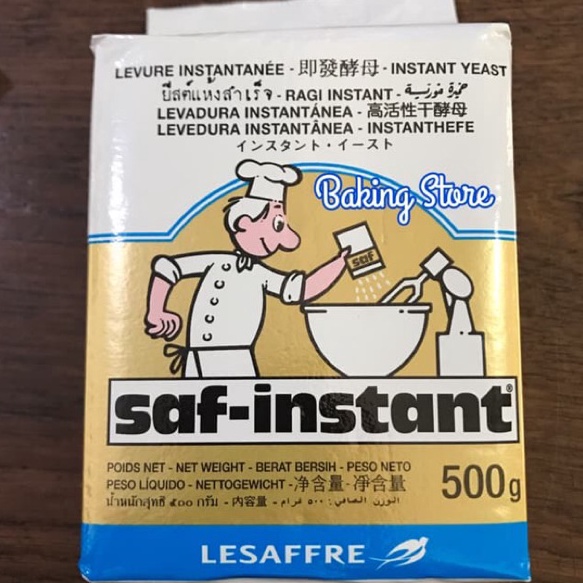 LEVURE INSTANTANÉE - 即發酵母 - INSTANT YEAST
ยีสต์แห้งสำเร็จ - RAGI INSTANT - خميرة فورية
LEVADURA INSTANTÁNEA - 高活性干酵母
LEVEDURA INSTANTÂNEA - INSTANTHEFE
インスタント・イースト
Baking Store
saf
saf-instant®
POIDS NET - NET WEIGHT - BERAT BERSIH - PESO NETO
PESO LÍQUIDO - NETTOGEWICHT - 净含量 - 淨含量
น้ำหนักสุทธิ ๕๐๐ กรัม - 内容量 - الوزن الصافي : ٥٠٠ غرام
500g
LESAFFRE